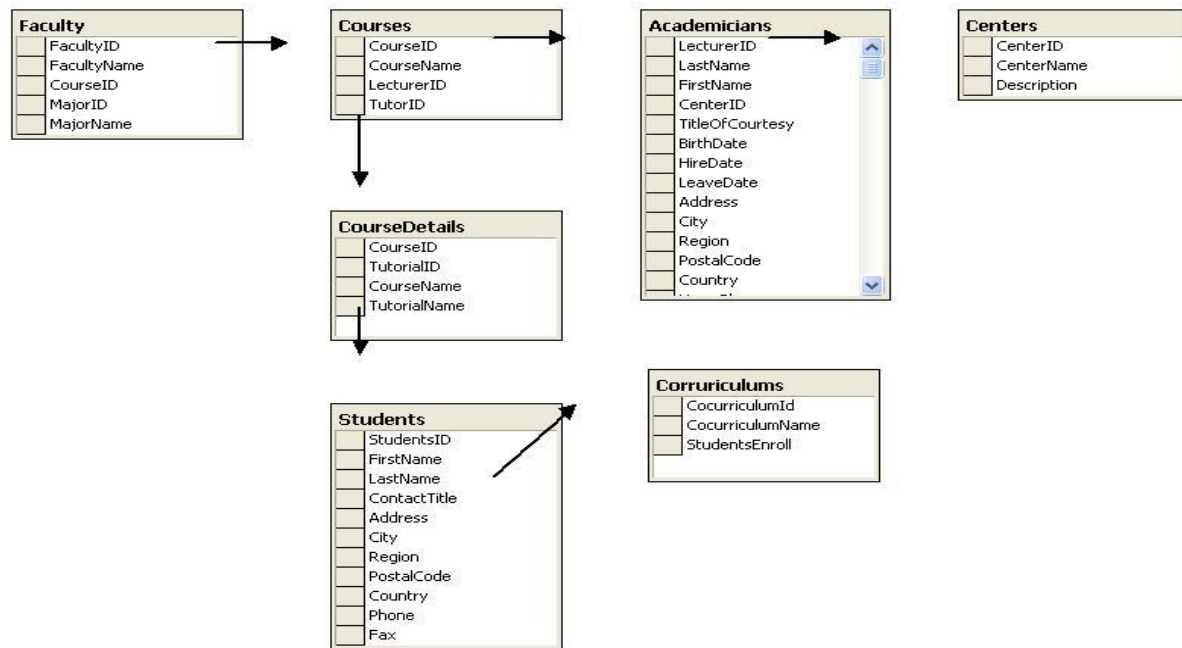 Faculty
FacultyID
FacultyName
CourseID
MajorID
MajorName
Courses
CourseID
CourseName
LecturerID
TutorID
Academicians
LecturerID
LastName
FirstName
CenterID
TitleOfCourtesy
BirthDate
HireDate
LeaveDate
Address
City
Region
PostalCode
Country
Centers
CenterID
CenterName
Description
CourseDetails
CourseID
TutorialID
CourseName
TutorialName
Students
StudentsID
FirstName
LastName
ContactTitle
Address
City
Region
PostalCode
Country
Phone
Fax
Corruriculums
CocurriculumId
CocurriculumName
StudentsEnroll